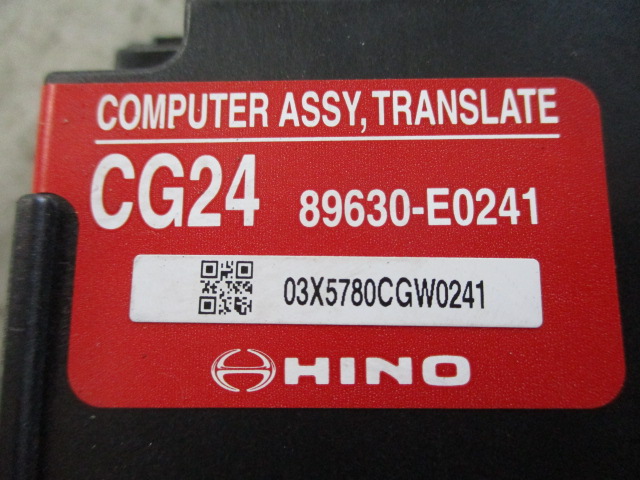 COMPUTER ASSY, TRANSLATE
CG24 89630-E0241
03X5780CGW0241
HINO